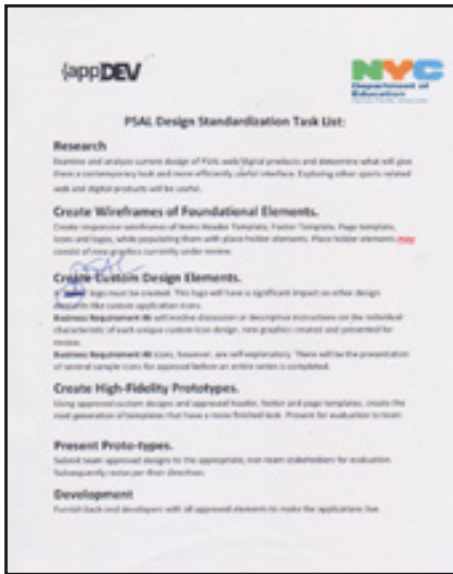 {appDEV
NYC
Department of
Education
PSAL Design Standardization Task List:
Research
Examine and analyze current design of PSAL web/digital products and determine what will give
them a contemporary look and more efficiently useful interface. Exploring other sports related
web and digital products will be useful.
Create Wireframes of Foundational Elements.
Create responsive wireframes of items Header Template, Footer Template, Page template,
Icons and logos, while populating them with place holder elements. Place holder elements may
consist of new graphics currently under review.
PSAL
Create Custom Design Elements.
logo must be created. This logo will have a significant impact on other design
elements like custom application icons.
Business Requirement will involve discussion or descriptive instructions on the individual
characteristic of each unique custom icon design, new graphics created and presented for
review.
Business Requirement icons, however, are self-explanatory. There will be the presentation
of several sample icons for approval before an entire series is completed.
Create High-Fidelity Prototypes.
Using approved custom designs and approved header, footer and page templates, create the
next generation of templates that have a more finished look. Present for evaluation to team.
Present Proto-types.
Submit team approved designs to the appropriate, non-team stakeholders for evaluation.
Subsequently revise per their directives.
Development
Furnish back end developers with all approved elements to make the applications live.